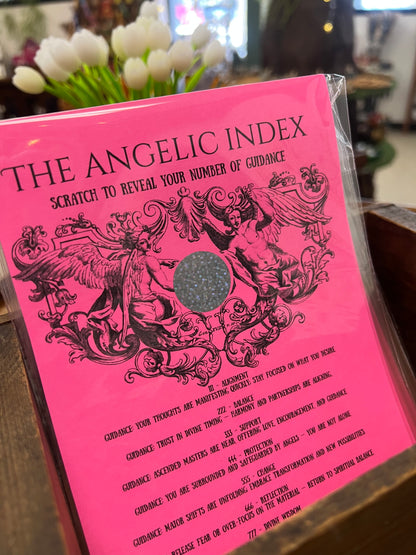 THE ANGELIC INDEX
SCRATCH TO REVEAL YOUR NUMBER OF GUIDANCE
111 - ALIGNMENT
GUIDANCE: YOUR THOUGHTS ARE MANIFESTING QUICKLY: STAY FOCUSED ON WHAT YOU DESIRE
222 - BALANCE
GUIDANCE: TRUST IN DIVINE TIMING - HARMONY AND PARTNERSHIPS ARE ALIGNING.
333 - SUPPORT
GUIDANCE: ASCENDED MASTERS ARE NEAR OFFERING LOVE, ENCOURAGEMENT, AND GUIDANCE
444 - PROTECTION
GUIDANCE: YOU ARE SURROUNDED AND SAFEGUARDED BY ANGELS - YOU ARE NOT ALONE
555 - CHANGE
GUIDANCE: MAJOR SHIFTS ARE UNFOLDING EMBRACE TRANSFORMATION AND NEW POSSIBILITIES
666 - REFLECTION
RELEASE FEAR OR OVER-FOCUS ON THE MATERIAL - RETURN TO SPIRITUAL BALANCE
777 - DIVINE WISDOM